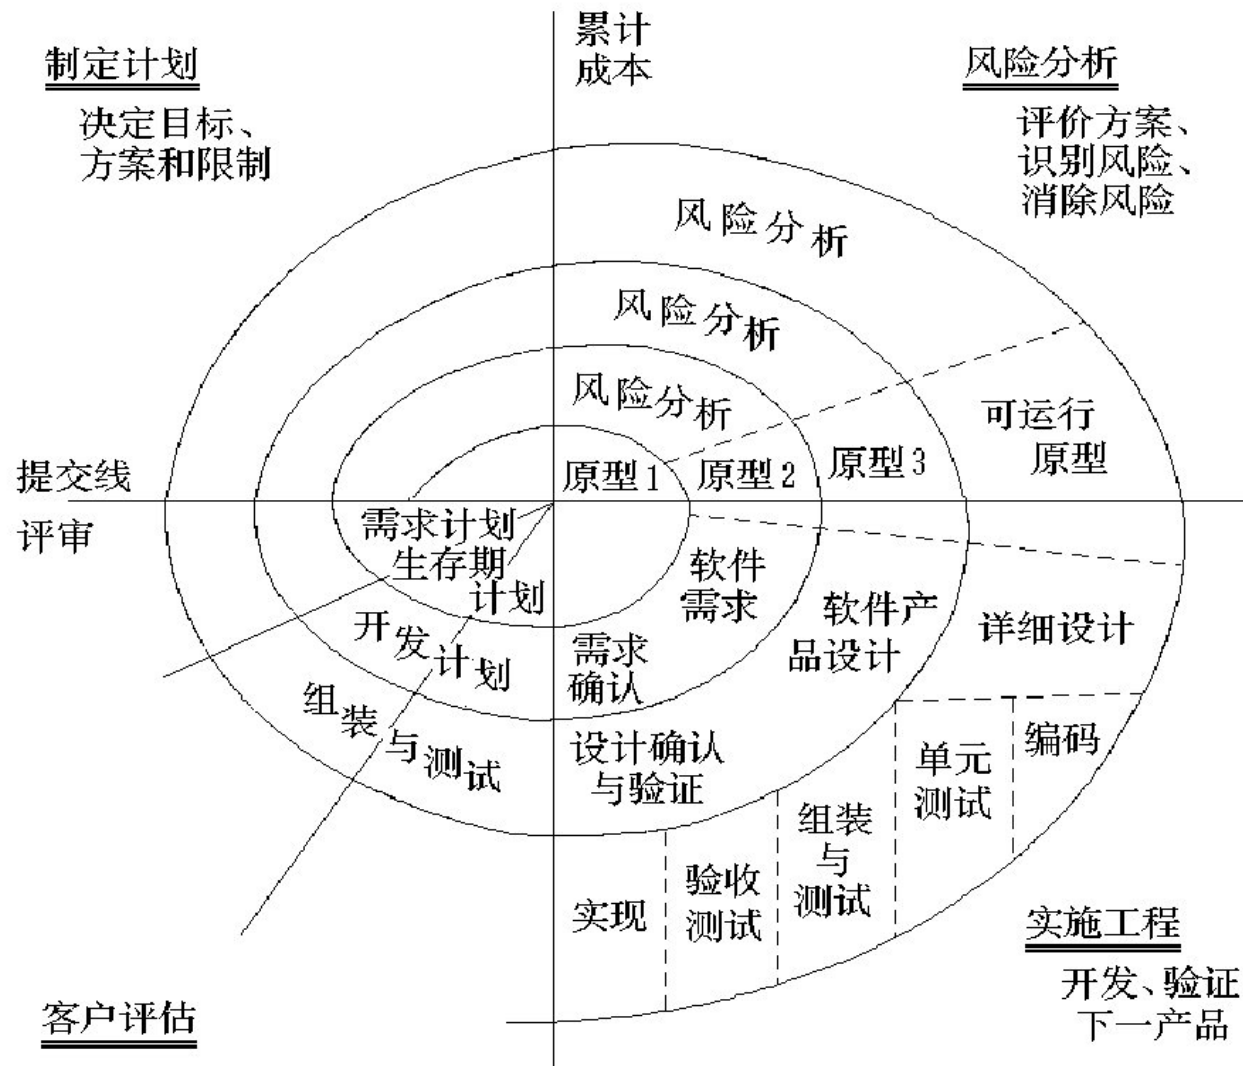 累计
成本
制定计划
决定目标、
方案和限制
风险分析
评价方案、
识别风险、
消除风险
风险分析
风险分析
风险分析
可运行
原型
原型1
原型2
原型3
提交线
评审
需求计划
生存期
计划
软件
需求
软件产
品设计
详细设计
开发计划
需求
确认
组装与测试
设计确认
与验证
单元
测试
编码
组装
与
测试
验收
测试
实现
实施工程
开发、验证
下一产品
客户评估